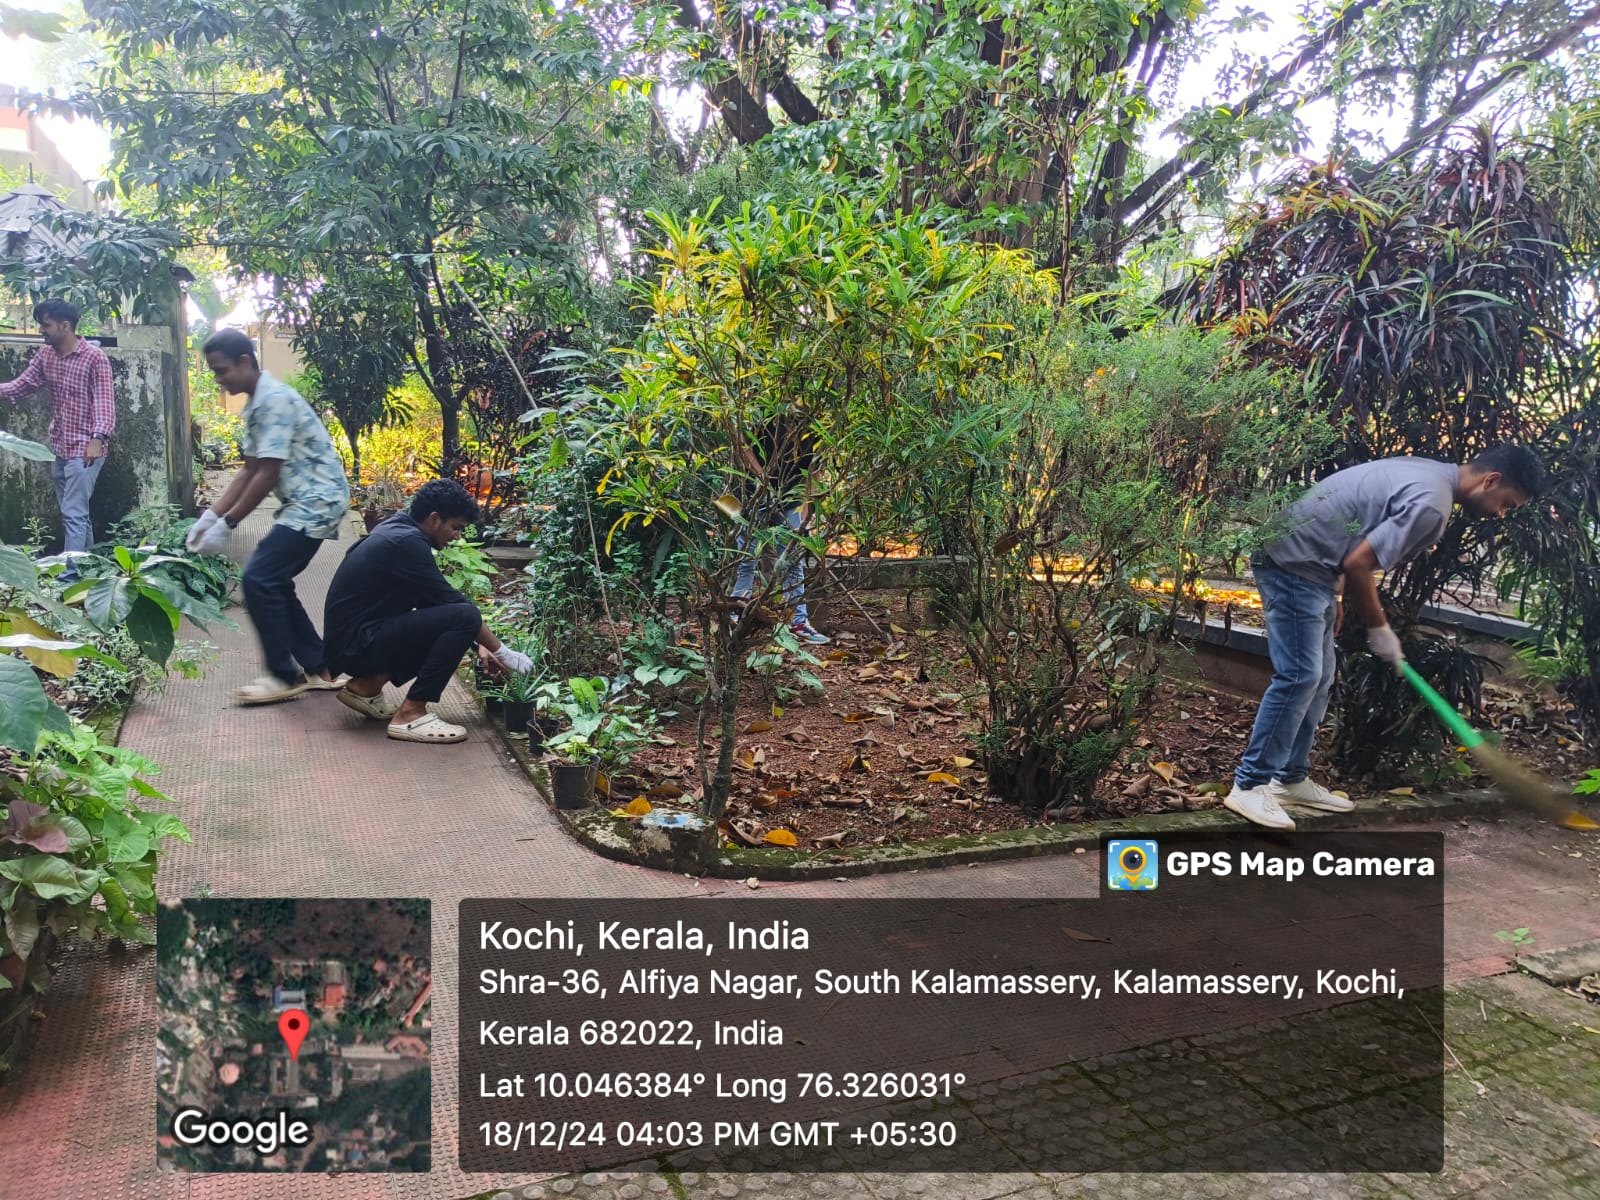 GPS Map Camera
Kochi, Kerala, India
Shra-36, Alfiya Nagar, South Kalamassery, Kalamassery, Kochi,
Kerala 682022, India
Lat 10.046384° Long 76.326031°
18/12/24 04:03 PM GMT +05:30
Google